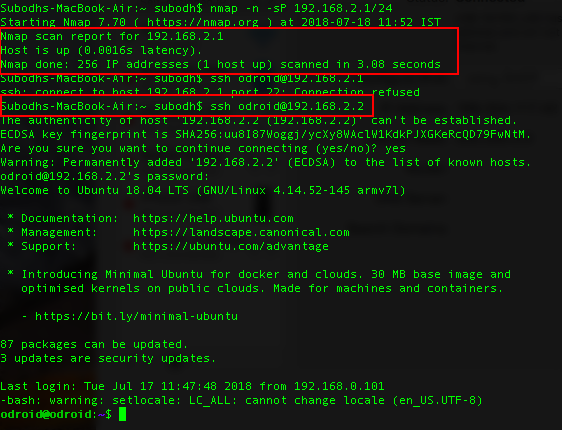 Subodhs-MacBook-Air:~ subodh$ nmap -n -sP 192.168.2.1/24
Starting Nmap 7.70 ( https://nmap.org ) at 2018-07-18 11:52 IST
Nmap scan report for 192.168.2.1
Host is up (0.0016s latency).
Nmap done: 256 IP addresses (1 host up) scanned in 3.08 seconds
Subodhs-MacBook-Air:~ subodh$ ssh odroid@192.168.2.1
ssh: connect to host 192.168.2.1 port 22: Connection refused
Subodhs-MacBook-Air:~ subodh$ ssh odroid@192.168.2.2
The authenticity of host '192.168.2.2 (192.168.2.2)' can't be established.
ECDSA key fingerprint is SHA256:uu8I87Woggj/ycXy8WAclW1KdkPJXGKeRcQD79FwNtM.
Are you sure you want to continue connecting (yes/no)? yes
Warning: Permanently added '192.168.2.2' (ECDSA) to the list of known hosts.
odroid@192.168.2.2's password:
Welcome to Ubuntu 18.04 LTS (GNU/Linux 4.14.52-145 armv7l)
* Documentation: https://help.ubuntu.com
* Management: https://landscape.canonical.com
* Support: https://ubuntu.com/advantage
* Introducing Minimal Ubuntu for docker and clouds. 30 MB base image and
optimised kernels on public clouds. Made for machines and containers.
- https://bit.ly/minimal-ubuntu
87 packages can be updated.
3 updates are security updates.
Last login: Tue Jul 17 11:47:48 2018 from 192.168.0.101
-bash: warning: setlocale: LC_ALL: cannot change locale (en_US.UTF-8)
odroid@odroid:~$